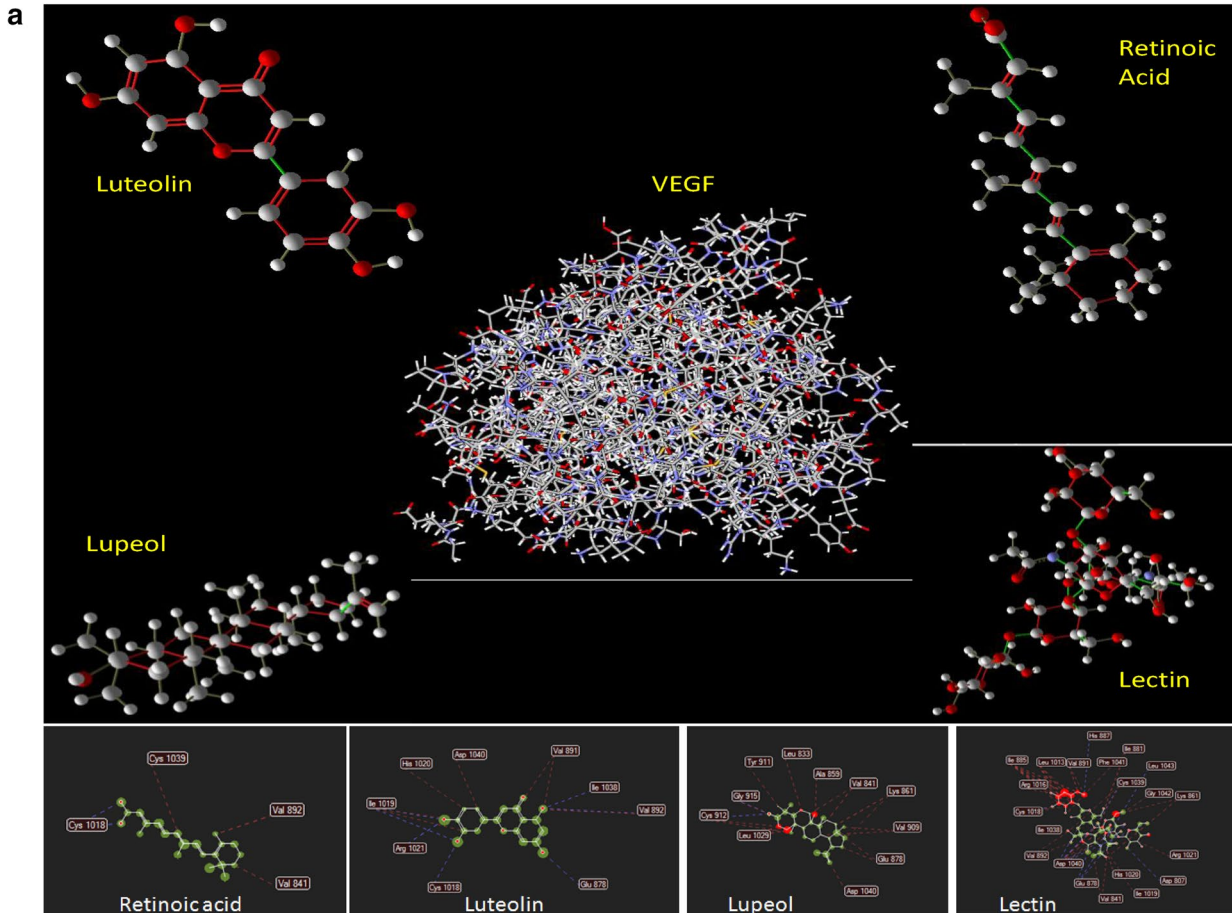 a
Retinoic
Acid
Luteolin
VEGF
Lupeol
Lectin
Cys 1039
Val 892
Cys 1018
Val 841
Retinoic acid
Asp 1040
Val 891
His 1020
Ile 1038
Ile 1019
Val 892
Arg 1021
Cys 1018
Glu 878
Luteolin
Leu 833
Tyr 911
Ala 859
Val 841
Gly 915
Lys 861
Cys 912
Val 909
Leu 1029
Glu 878
Asp 1040
Lupeol
His 887
Ile 881
Ile 885
Leu 1013
Val 891
Phe 1041
Leu 1043
Arg 1016
Cys 1039
Gly 1042
Lys 861
Cys 1018
Ile 1038
Val 892
Arg 1021
Asp 1040
His 1020
Asp 807
Glu 878
Ile 1019
Val 841
Lectin